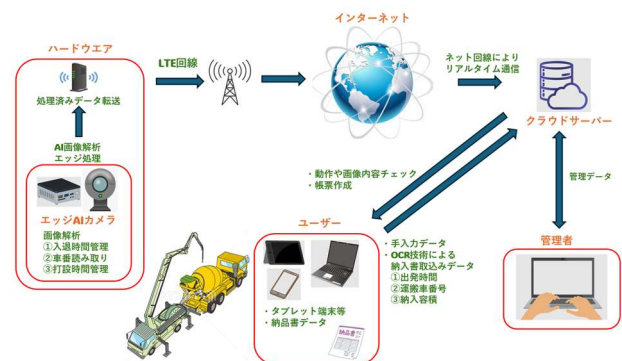 ハードウエア
処理済みデータ転送
AI画像解析
エッジ処理
エッジAIカメラ
画像解析
①入退時間管理
②車番読み取り
③打設時間管理
LTE回線
インターネット
ネット回線により
リアルタイム通信
クラウドサーバー
・動作や画像内容チェック
・帳票作成
管理データ
ユーザー
・タブレット端末等
・納品書データ
納品書
・手入力データ
・OCR技術による
納入書取込みデータ
①出発時間
②運搬車番号
③納入容積
管理者